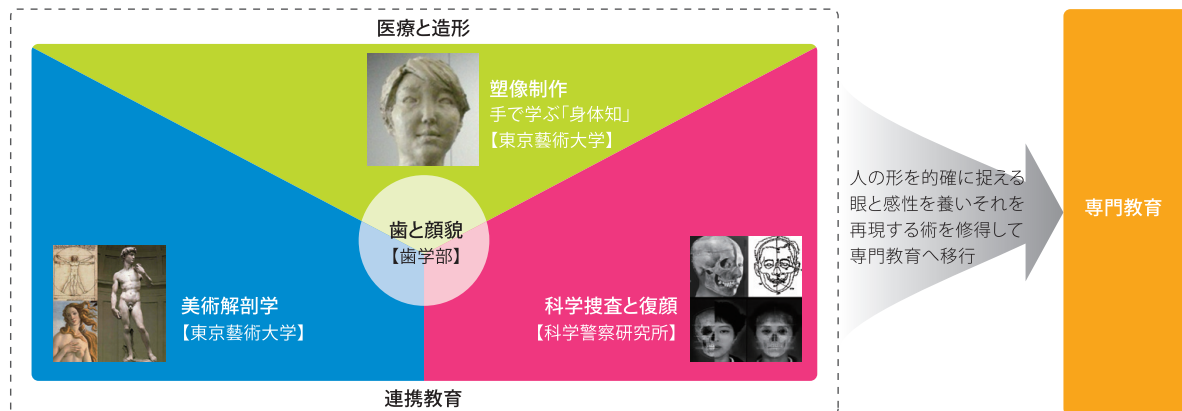 医療と造形
塑像制作
手で学ぶ「身体知」
【東京藝術大学】
歯と顔貌
【歯学部】
美術解剖学
【東京藝術大学】
科学捜査と復顔
【科学警察研究所】
連携教育
人の形を的確に捉える
眼と感性を養いそれを
再現する術を修得して
専門教育へ移行
専門教育